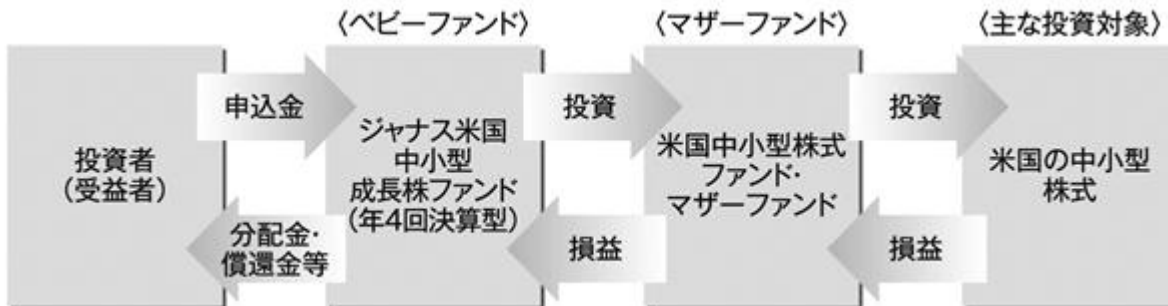 〈ベビーファンド〉
〈マザーファンド〉
〈主な投資対象〉
投資者
(受益者)
申込金
分配金・
償還金等
ジャナス米国
中小型
成長株ファンド
(年4回決算型)
投資
損益
米国中小型株式
ファンド・
マザーファンド
投資
損益
米国の中小型
株式